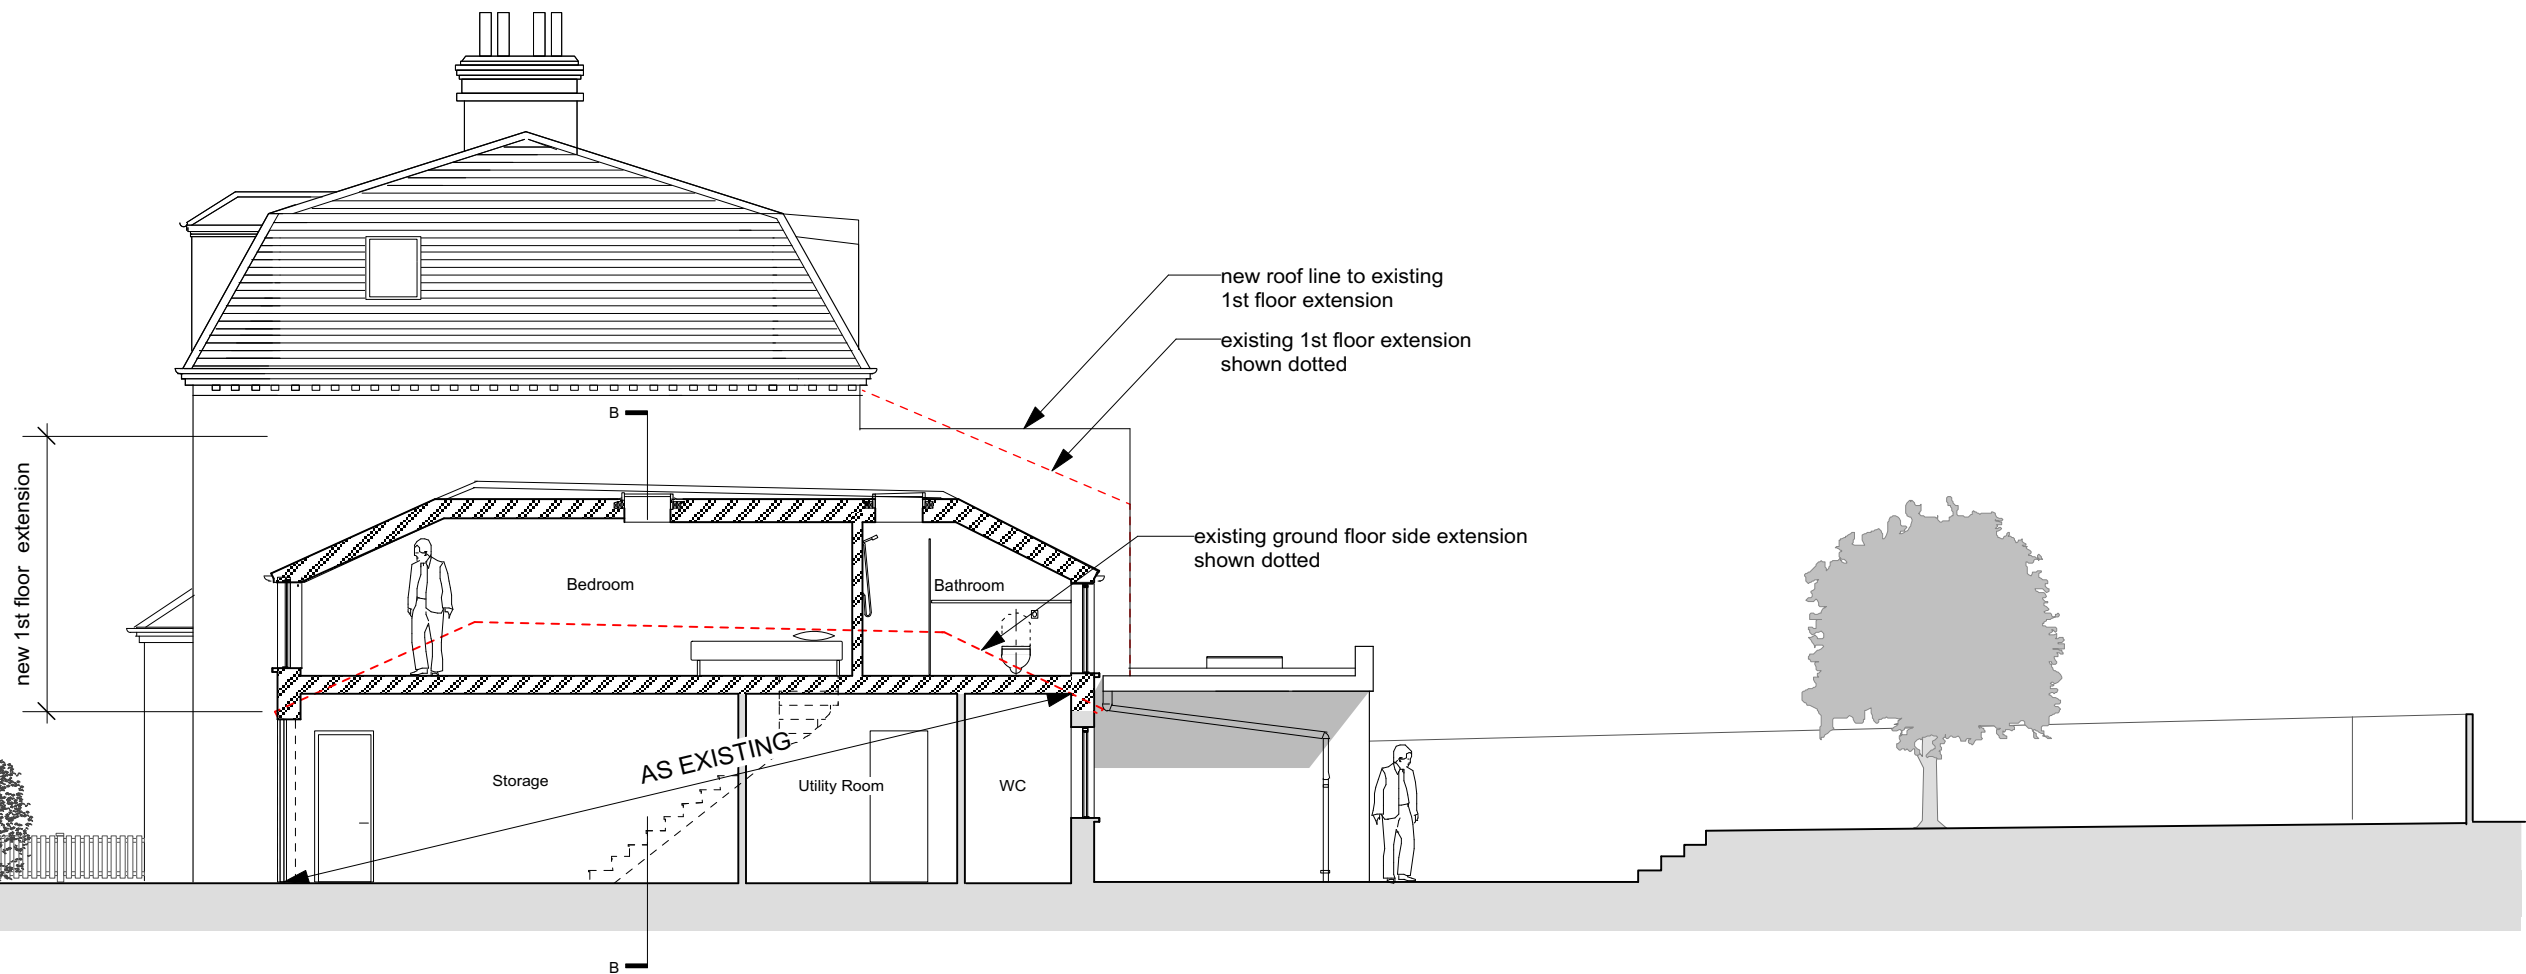 new roof line to existing
1st floor extension
existing 1st floor extension
shown dotted
B
new 1st floor extension
existing ground floor side extension
shown dotted
Bedroom
Bathroom
AS EXISTING
Storage
Utility Room
WC
B